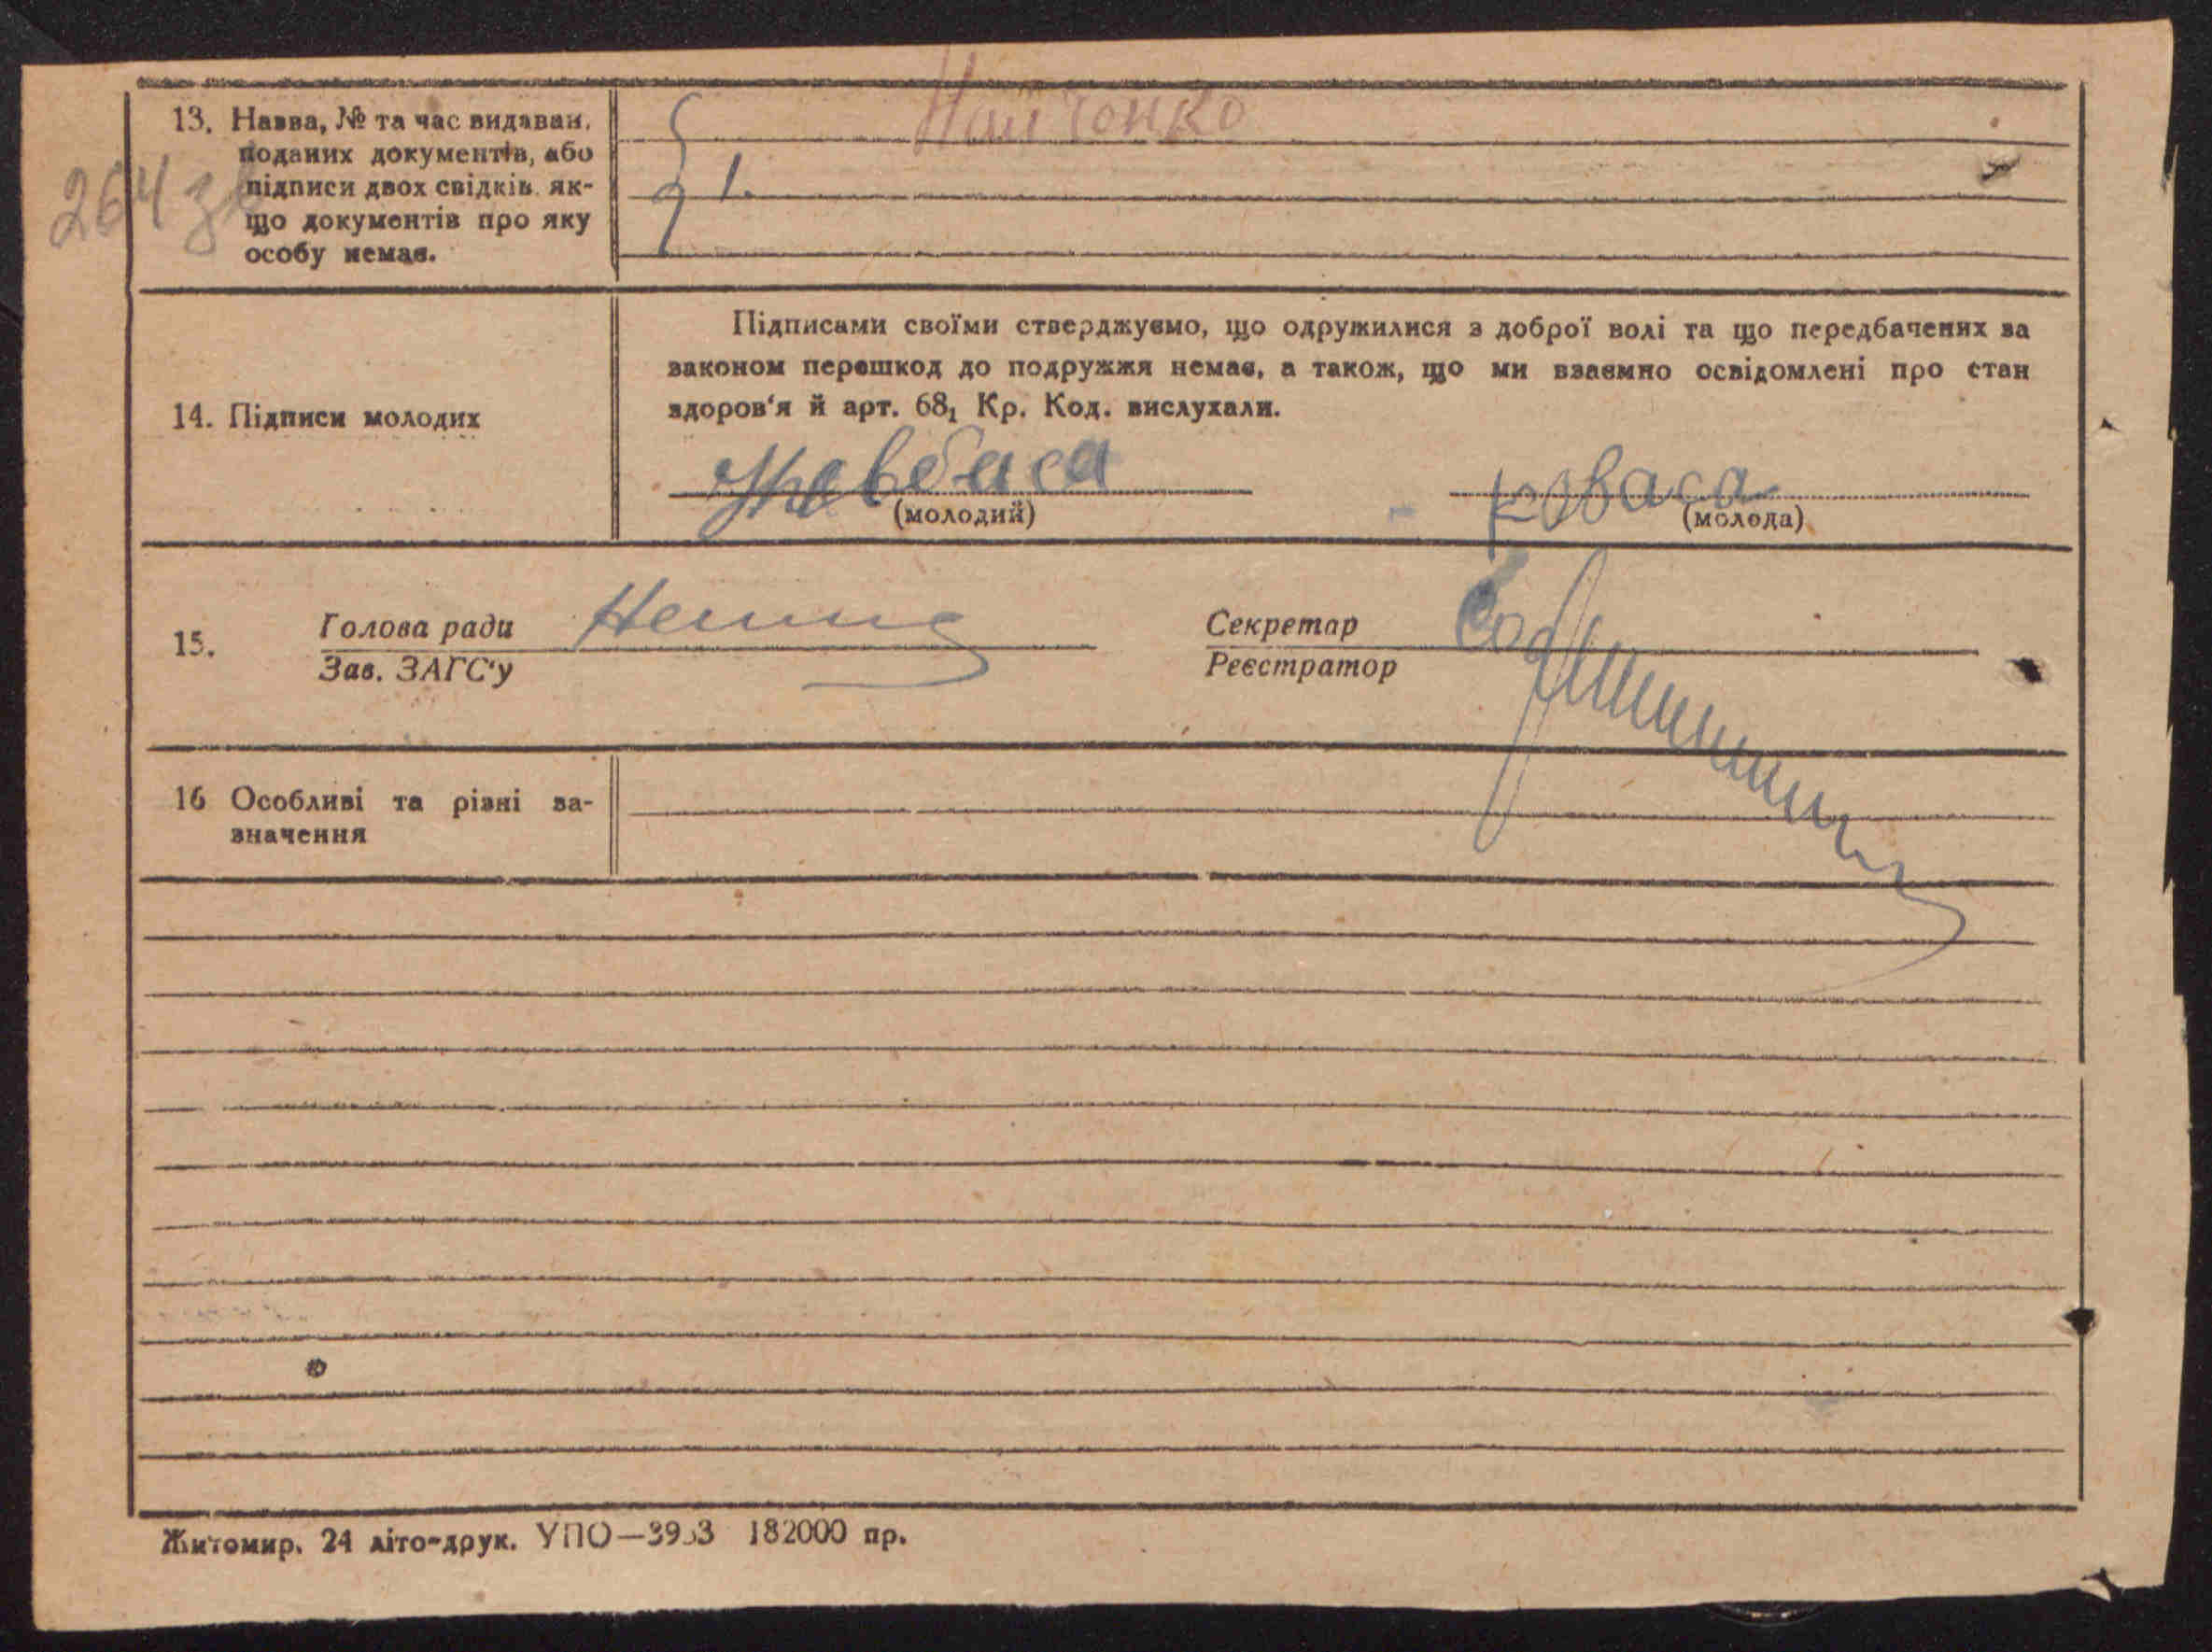 264 зв
13. Назва, № та час видаван.
поданих документів, або
підписи двох свідків, як-
що документів про яку
особу немає.
1.
Підписами своїми стверджуємо, що одружилися з доброї волі та що передбачених за
законом перешкод до подружжя немає, а також, що ми взаємно освідомлені про стан
здоров'я й арт. 68₁ Кр. Код. вислухали.
14. Підписи молодих
(молодий) (молода)
15. Голова ради Секретар
Зав. ЗАГС'у Реєстратор
16 Особливі та різні за-
значення
Житомир. 24 літо-друк. УПО—3953 182000 пр.